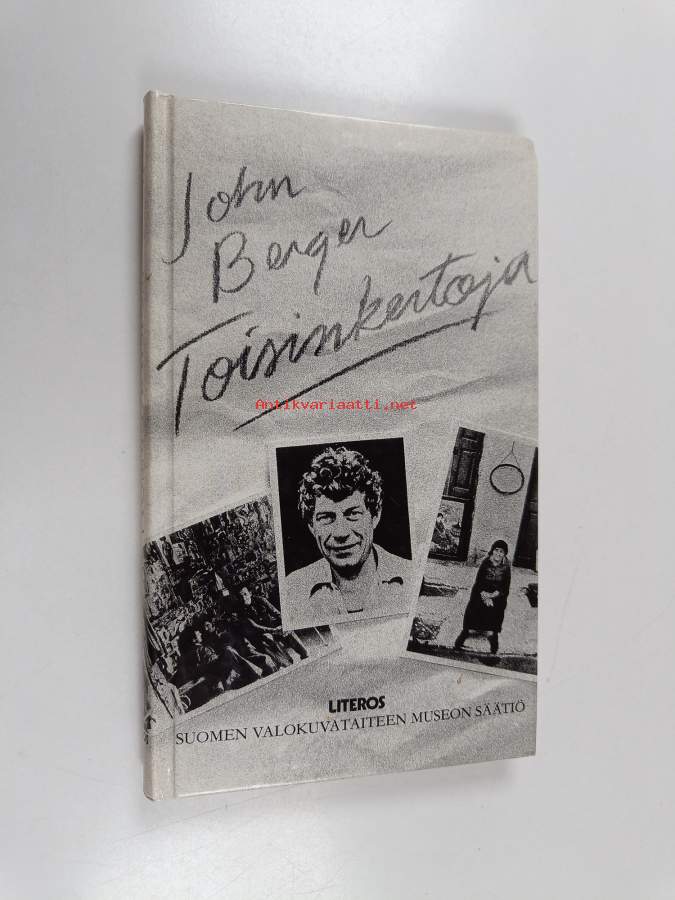 John
Berger
Toisinkertoja
Antikvariaatti.net
LITEROS
SUOMEN VALOKUVATAITEEN MUSEON SÄÄTIÖ